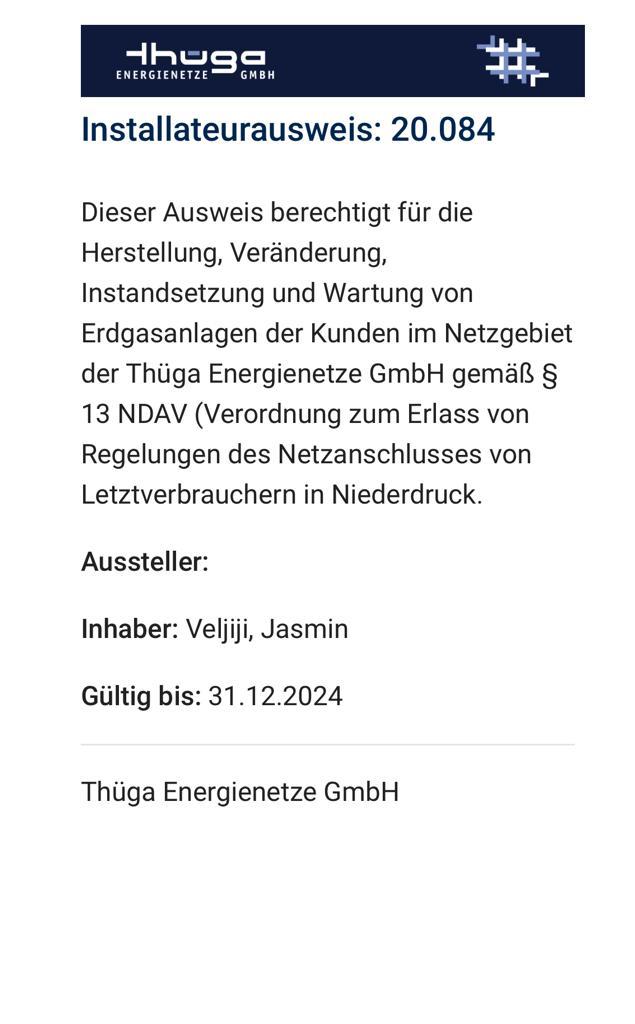 thüga
ENERGIENETZE GMBH
Installateurausweis: 20.084
Dieser Ausweis berechtigt für die
Herstellung, Veränderung,
Instandsetzung und Wartung von
Erdgasanlagen der Kunden im Netzgebiet
der Thüga Energienetze GmbH gemäß §
13 NDAV (Verordnung zum Erlass von
Regelungen des Netzanschlusses von
Letztverbrauchern in Niederdruck.
Aussteller:
Inhaber: Veljiji, Jasmin
Gültig bis: 31.12.2024
Thüga Energienetze GmbH